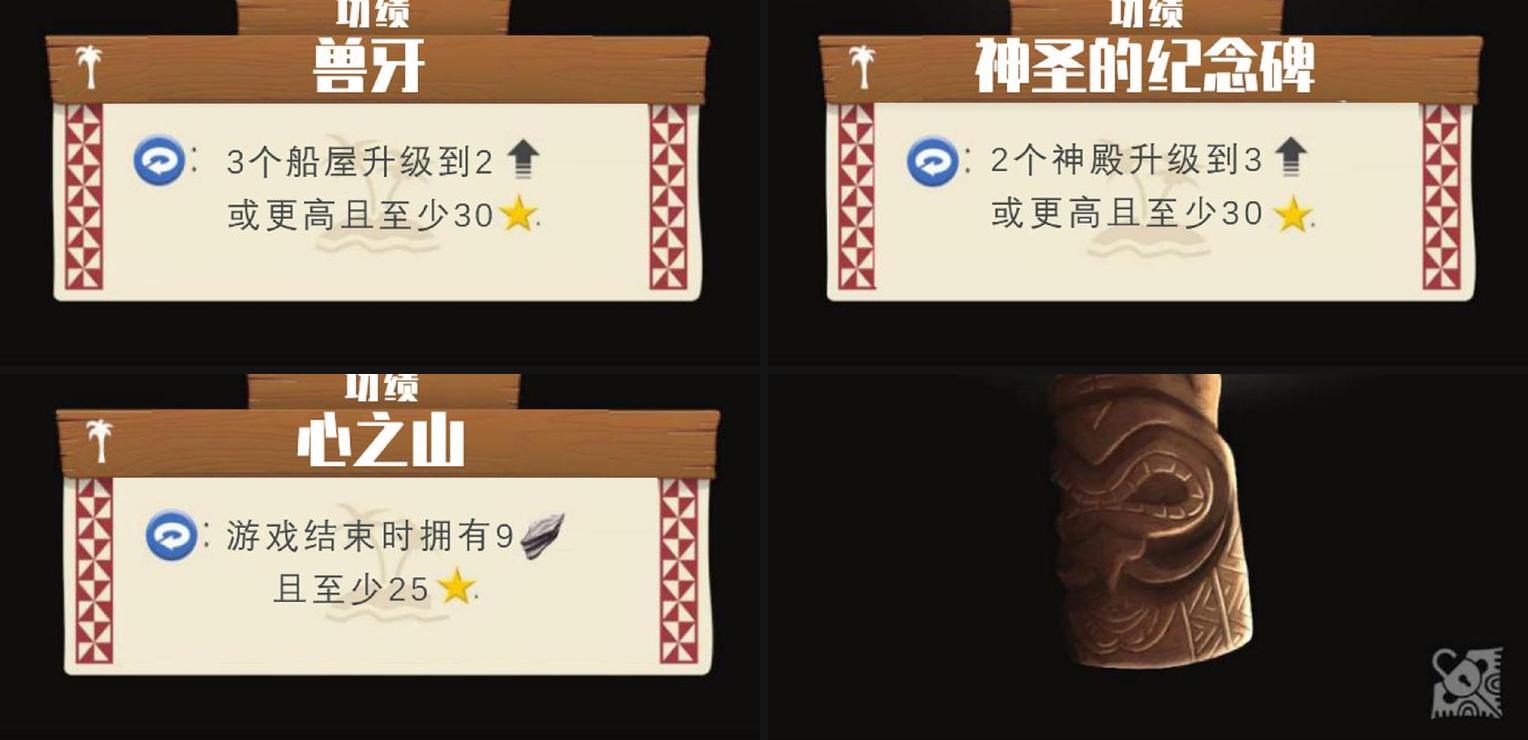 功绩
兽牙
: 3个船屋升级到2
或更高且至少30.
功绩
神圣的纪念碑
: 2个神殿升级到3
或更高且至少30.
功绩
心之山
: 游戏结束时拥有9
且至少25.